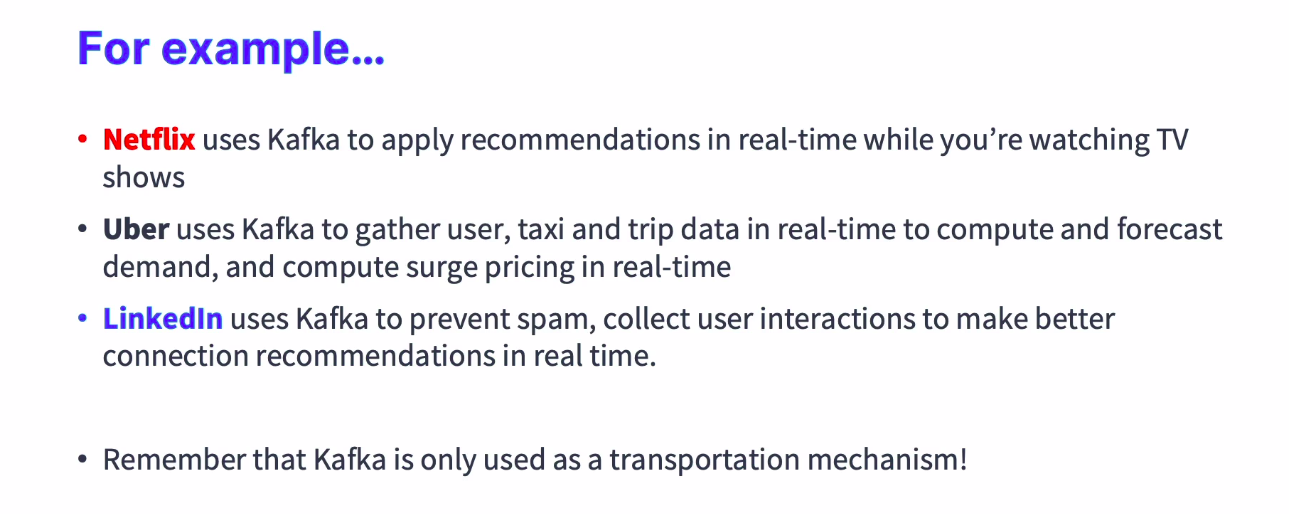 For example...
• Netflix uses Kafka to apply recommendations in real-time while you’re watching TV
shows
• Uber uses Kafka to gather user, taxi and trip data in real-time to compute and forecast
demand, and compute surge pricing in real-time
• LinkedIn uses Kafka to prevent spam, collect user interactions to make better
connection recommendations in real time.
• Remember that Kafka is only used as a transportation mechanism!